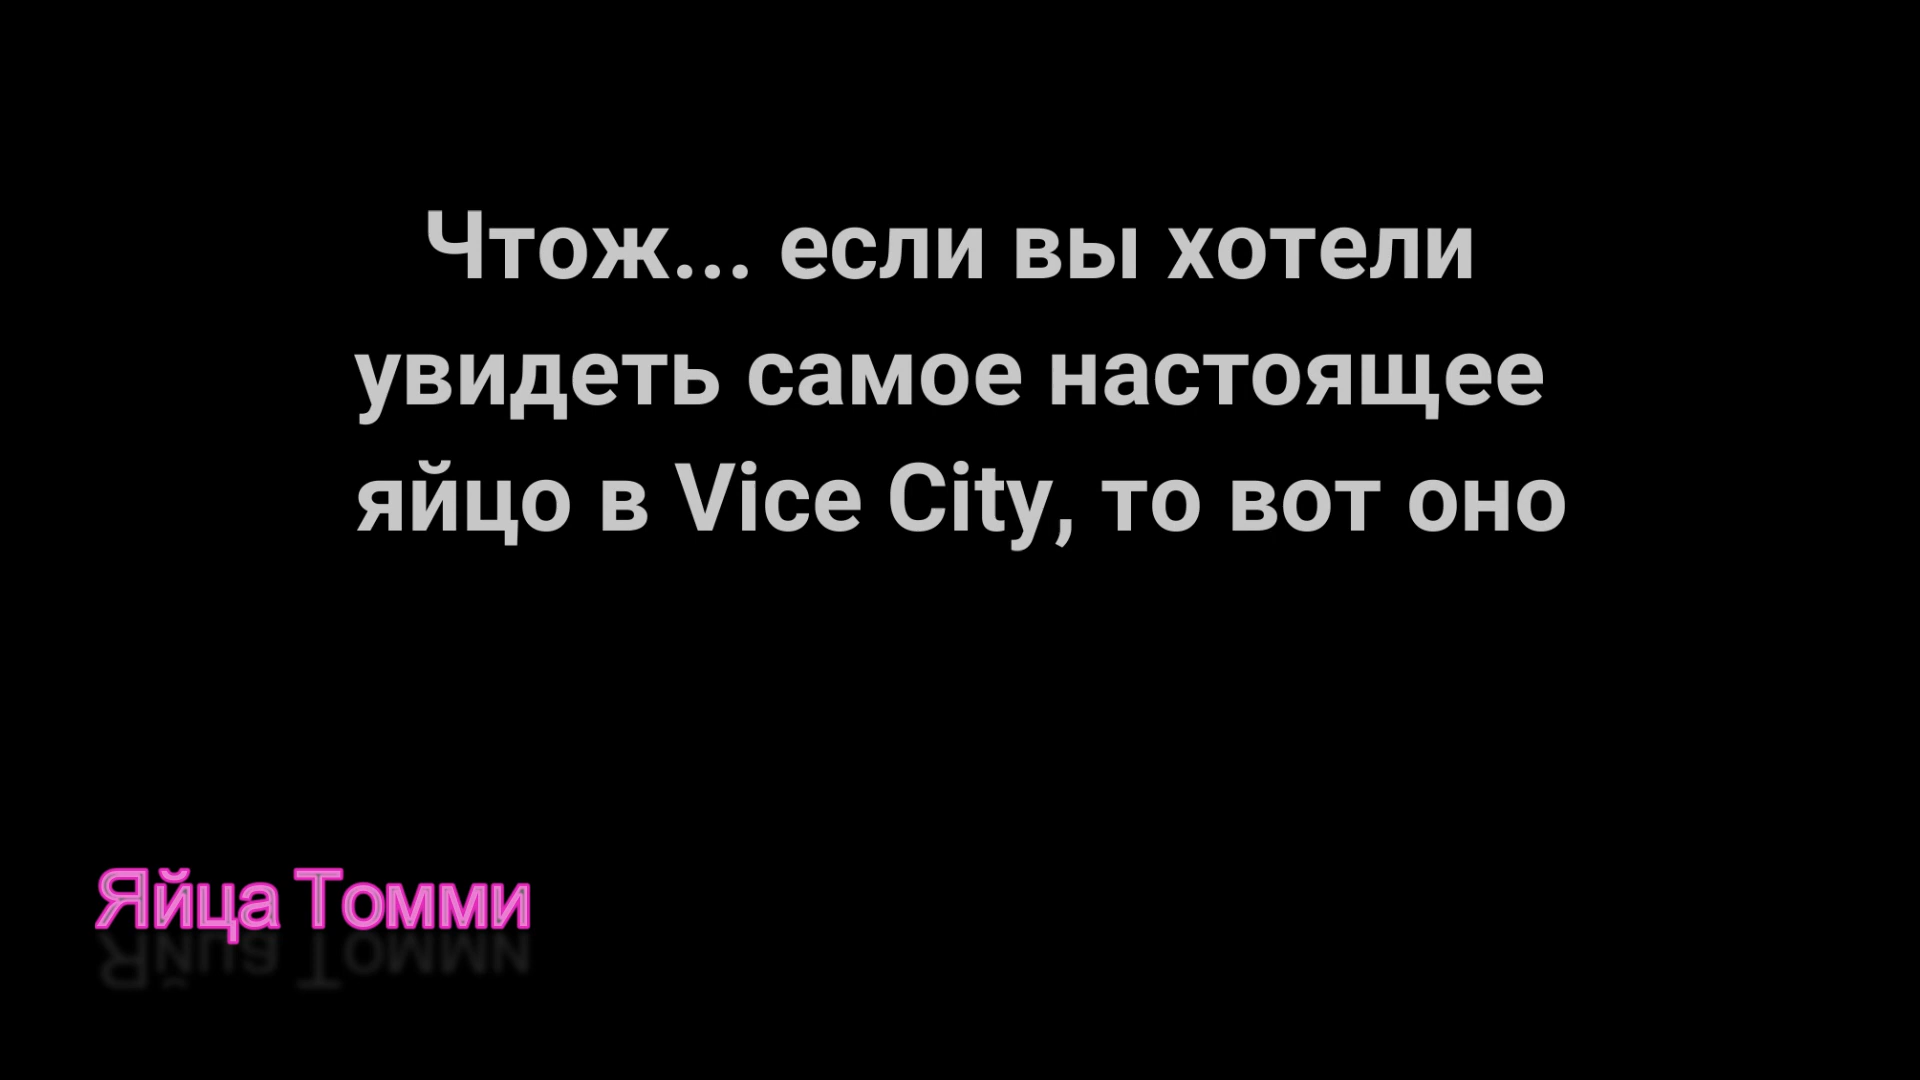 Чтож... если вы хотели
увидеть самое настоящее
яйцо в Vice City, то вот оно
Яйца Томми